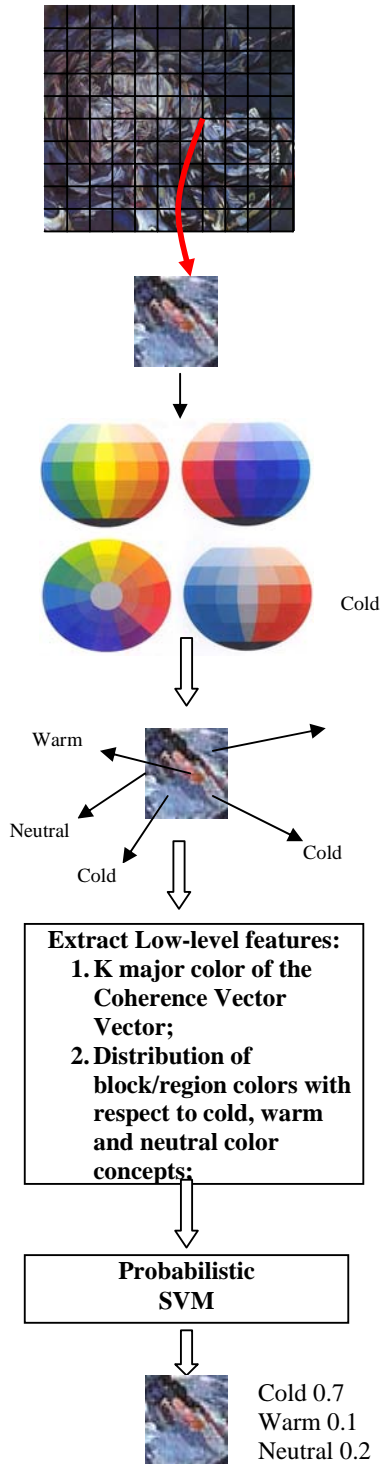 Cold
Warm
Neutral
Cold
Cold
Extract Low-level features:
1. K major color of the
Coherence Vector
Vector;
2. Distribution of
block/region colors with
respect to cold, warm
and neutral color
concepts;
Probabilistic
SVM
Cold 0.7
Warm 0.1
Neutral 0.2